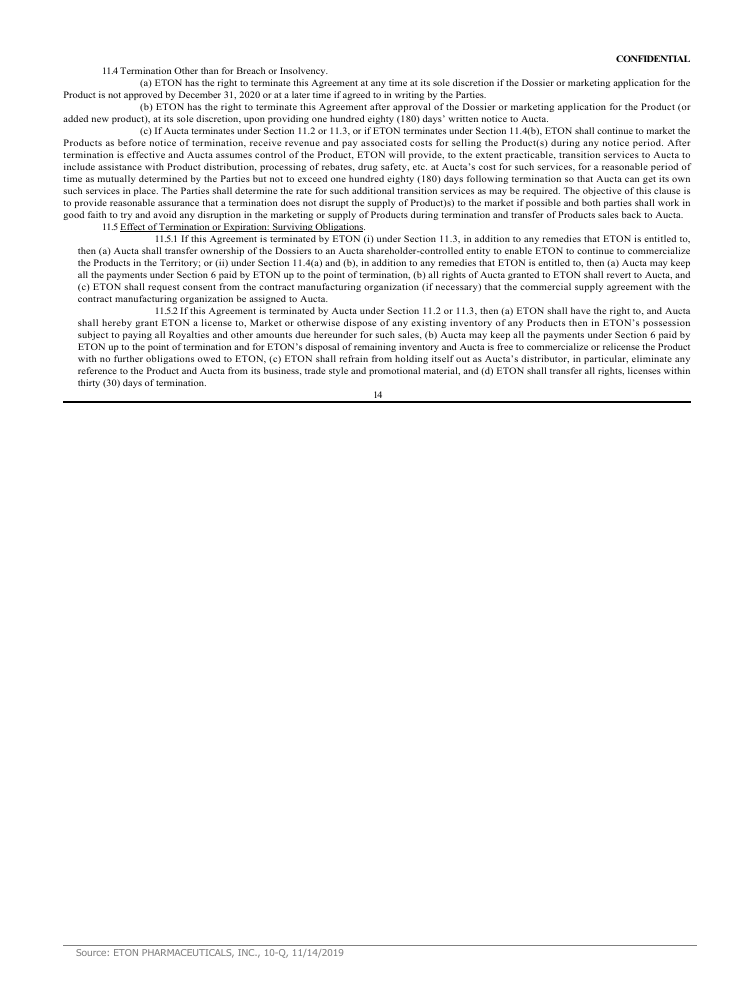 CONFIDENTIAL
11.4 Termination Other than for Breach or Insolvency.
(a) ETON has the right to terminate this Agreement at any time at its sole discretion if the Dossier or marketing application for the
Product is not approved by December 31, 2020 or at a later time if agreed to in writing by the Parties.
(b) ETON has the right to terminate this Agreement after approval of the Dossier or marketing application for the Product (or
added new product), at its sole discretion, upon providing one hundred eighty (180) days’ written notice to Aucta.
(c) If Aucta terminates under Section 11.2 or 11.3, or if ETON terminates under Section 11.4(b), ETON shall continue to market the
Products as before notice of termination, receive revenue and pay associated costs for selling the Product(s) during any notice period. After
termination is effective and Aucta assumes control of the Product, ETON will provide, to the extent practicable, transition services to Aucta to
include assistance with Product distribution, processing of rebates, drug safety, etc. at Aucta’s cost for such services, for a reasonable period of
time as mutually determined by the Parties but not to exceed one hundred eighty (180) days following termination so that Aucta can get its own
such services in place. The Parties shall determine the rate for such additional transition services as may be required. The objective of this clause is
to provide reasonable assurance that a termination does not disrupt the supply of Product(s) to the market if possible and both parties shall work in
good faith to try and avoid any disruption in the marketing or supply of Products during termination and transfer of Products sales back to Aucta.
11.5 Effect of Termination or Expiration: Surviving Obligations.
11.5.1 If this Agreement is terminated by ETON (i) under Section 11.3, in addition to any remedies that ETON is entitled to,
then (a) Aucta shall transfer ownership of the Dossiers to an Aucta shareholder-controlled entity to enable ETON to continue to commercialize
the Products in the Territory; or (ii) under Section 11.4(a) and (b), in addition to any remedies that ETON is entitled to, then (a) Aucta may keep
all the payments under Section 6 paid by ETON up to the point of termination, (b) all rights of Aucta granted to ETON shall revert to Aucta, and
(c) ETON shall request consent from the contract manufacturing organization (if necessary) that the commercial supply agreement with the
contract manufacturing organization be assigned to Aucta.
11.5.2 If this Agreement is terminated by Aucta under Section 11.2 or 11.3, then (a) ETON shall have the right to, and Aucta
shall hereby grant ETON a license to, Market or otherwise dispose of any existing inventory of any Products then in ETON’s possession
subject to paying all Royalties and other amounts due hereunder for such sales, (b) Aucta may keep all the payments under Section 6 paid by
ETON up to the point of termination and for ETON’s disposal of remaining inventory and Aucta is free to commercialize or relicense the Product
with no further obligations owed to ETON, (c) ETON shall refrain from holding itself out as Aucta’s distributor, in particular, eliminate any
reference to the Product and Aucta from its business, trade style and promotional material, and (d) ETON shall transfer all rights, licenses within
thirty (30) days of termination.
14
Source: ETON PHARMACEUTICALS, INC., 10-Q, 11/14/2019